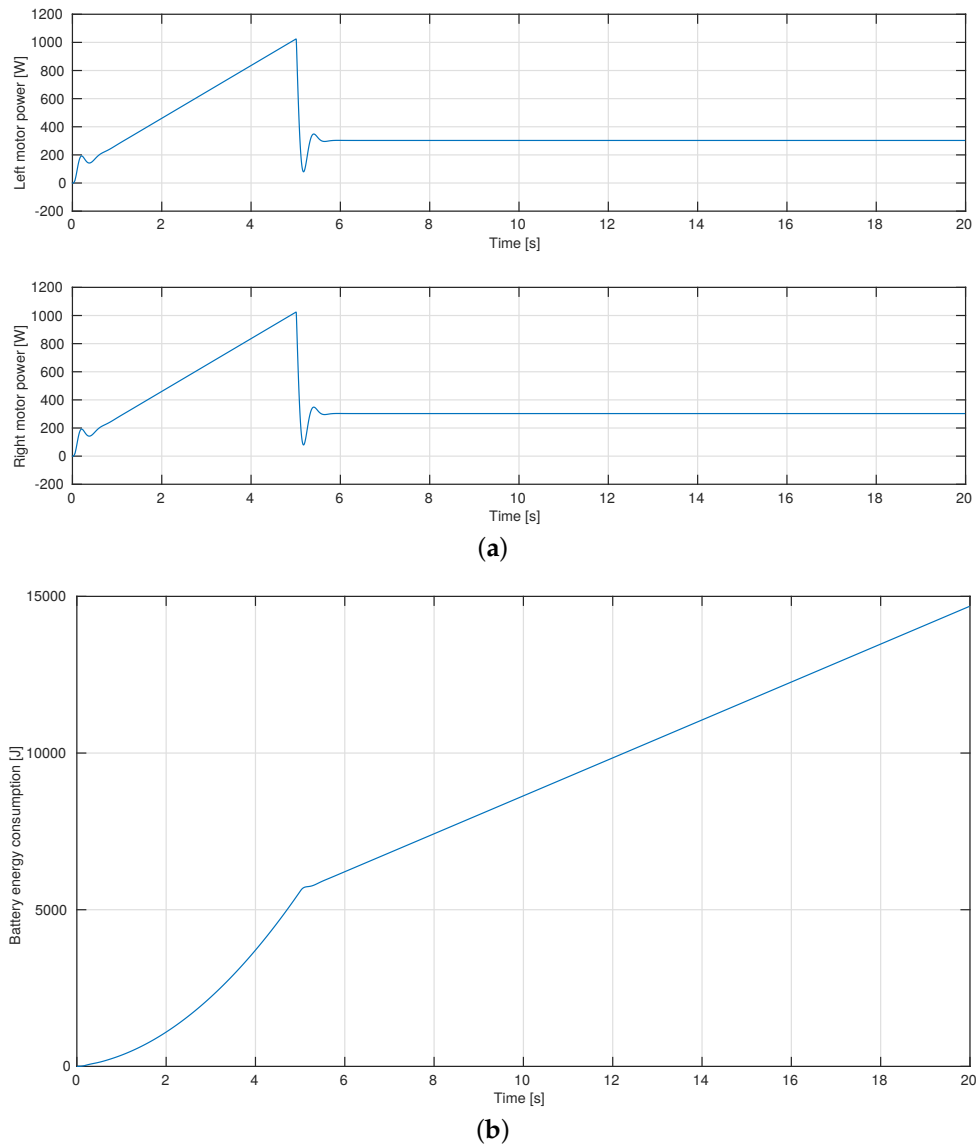 1200
1000
800
600
400
200
0
-200
Left motor power [W]
0 2 4 6 8 10 12 14 16 18 20
Time [s]
1200
1000
800
600
400
200
0
-200
Right motor power [W]
0 2 4 6 8 10 12 14 16 18 20
Time [s]
(a)
15000
10000
5000
0
Battery energy consumption [J]
0 2 4 6 8 10 12 14 16 18 20
Time [s]
(b)